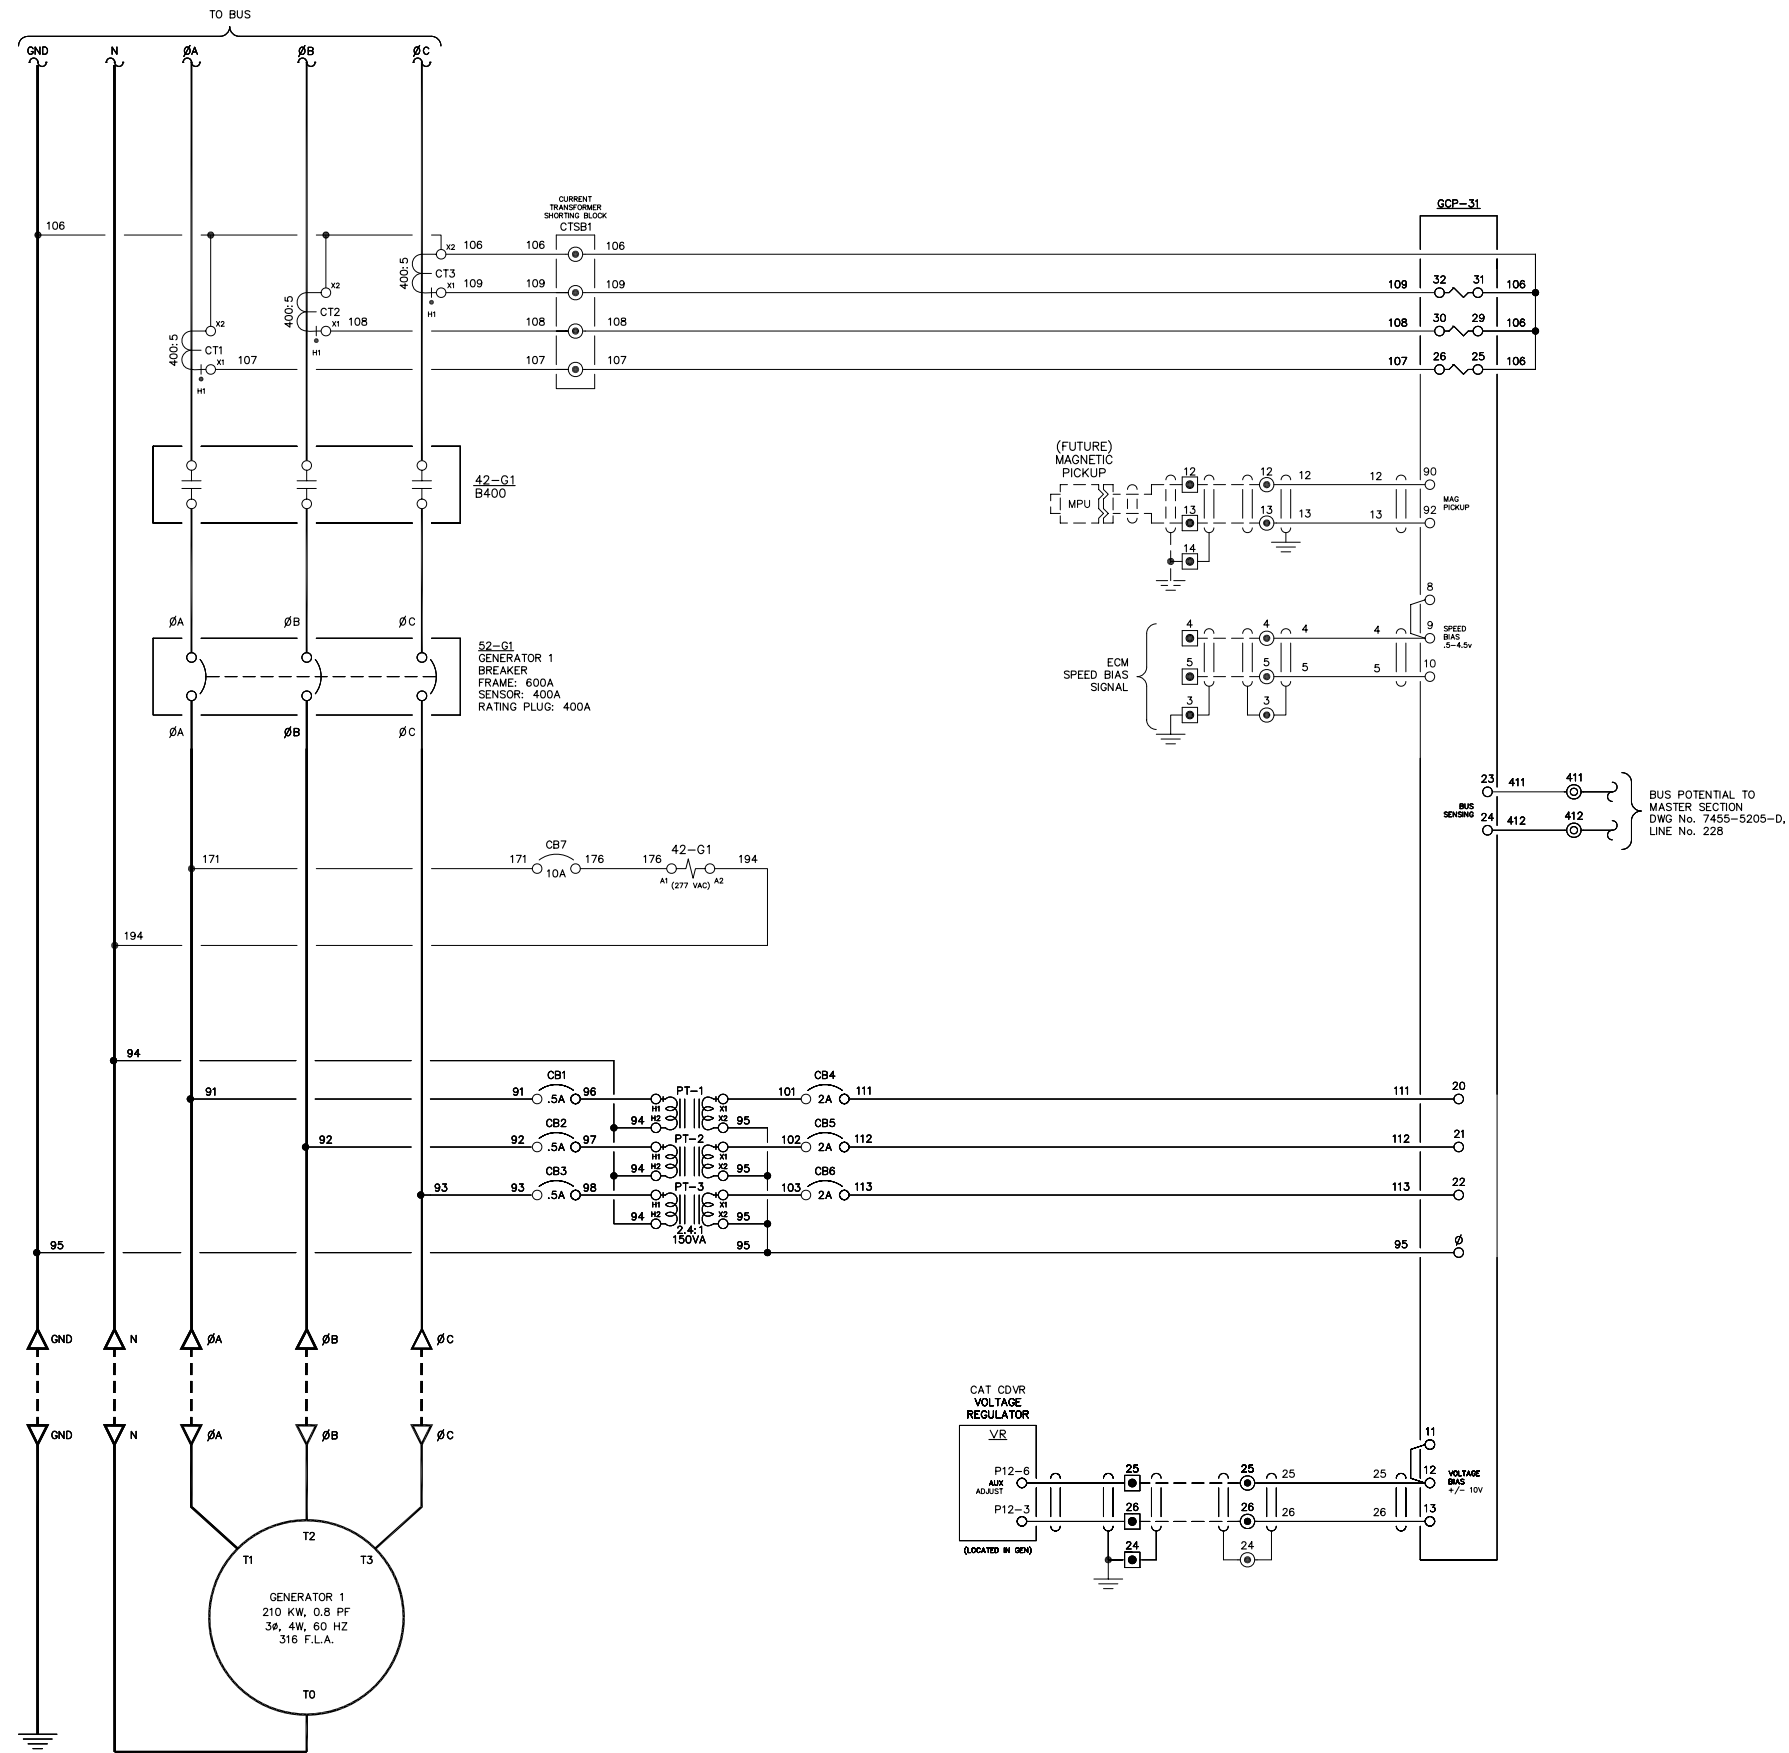 TO BUS
GND N ØA ØB ØC
CURRENT
TRANSFORMER
SHORTING BLOCK
CTSB1
GCP-31
106
X2 106 106 106
400:5 CT3
X1 109 109 109 109 32 31 106
H1
X2
400:5 CT2
X1 108 108 108 108 30 29 106
H1
X2
400:5 CT1
X1 107 107 107 107 26 25 106
H1
42-G1
B400
(FUTURE)
MAGNETIC
PICKUP
MPU
12 12 12 12 90
MAG
PICKUP
13 13 13 13 92
14
ØA ØB ØC
52-G1
GENERATOR 1
BREAKER
FRAME: 600A
SENSOR: 400A
RATING PLUG: 400A
ØA ØB ØC
8
ECM
SPEED BIAS
SIGNAL
4 4 4 4 9
SPEED
BIAS
.5-4.5v
5 5 5 5 10
3 3
23 411 411
BUS
SENSING
24 412 412
BUS POTENTIAL TO
MASTER SECTION
DWG No. 7455-5205-D,
LINE No. 228
171 171 CB7 10A 176 176 42-G1 194
A1 (277 VAC) A2
194
94
91 91 CB1 .5A 96 PT-1 101 CB4 2A 111 111 20
H1 X1
H2 X2
94 95
92 92 CB2 .5A 97 PT-2 102 CB5 2A 112 112 21
H1 X1
H2 X2
94 95
93 93 CB3 .5A 98 PT-3 103 CB6 2A 113 113 22
H1 X1
H2 X2
94 95
2.4:1
150VA
95 95 95 Ø
GND N ØA ØB ØC
GND N ØA ØB ØC
CAT CDVR
VOLTAGE
REGULATOR
VR
11
P12-6 25 25 25 25 12
AUX
ADJUST
VOLTAGE
BIAS
+/- 10V
P12-3 26 26 26 26 13
(LOCATED IN GEN)
24 24
T1 T2 T3
GENERATOR 1
210 KW, 0.8 PF
3ø, 4W, 60 HZ
316 F.L.A.
T0